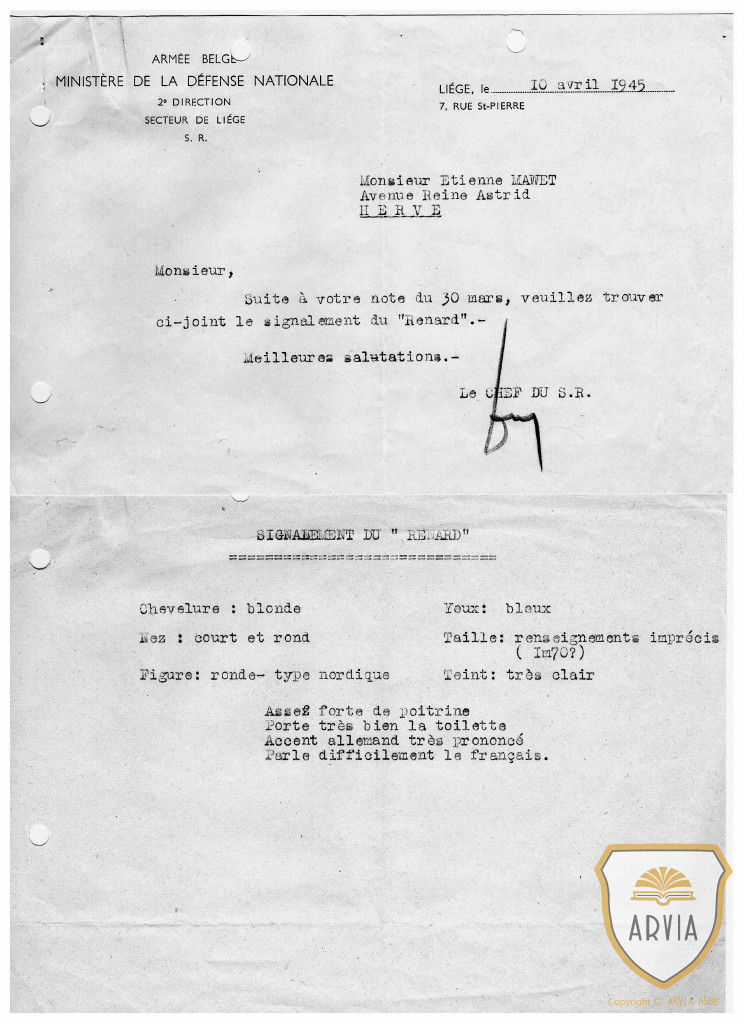 ARMÉE BELGE
MINISTÈRE DE LA DÉFENSE NATIONALE
2e DIRECTION
SECTEUR DE LIÉGE
S. R.
LIÉGE, le 10 avril 1945
7, RUE St-PIERRE
Monsieur Etienne MAWET
Avenue Reine Astrid
H E R V E
Monsieur,
Suite à votre note du 30 mars, veuillez trouver
ci-joint le signalement du "Renard".-
Meilleures salutations.-
Le CHEF DU S.R.
SIGNALEMENT DU " RENARD"
==============================
Chevelure : blonde
Yeux: bleux
Nez : court et rond
Taille: renseignements imprécis
( Im70?)
Figure: ronde- type nordique
Teint: très clair
Assez forte de poitrine
Porte très bien la toilette
Accent allemand très prononcé
Parle difficilement le français.
ARVIA
Copyright © ARVIA ASBL